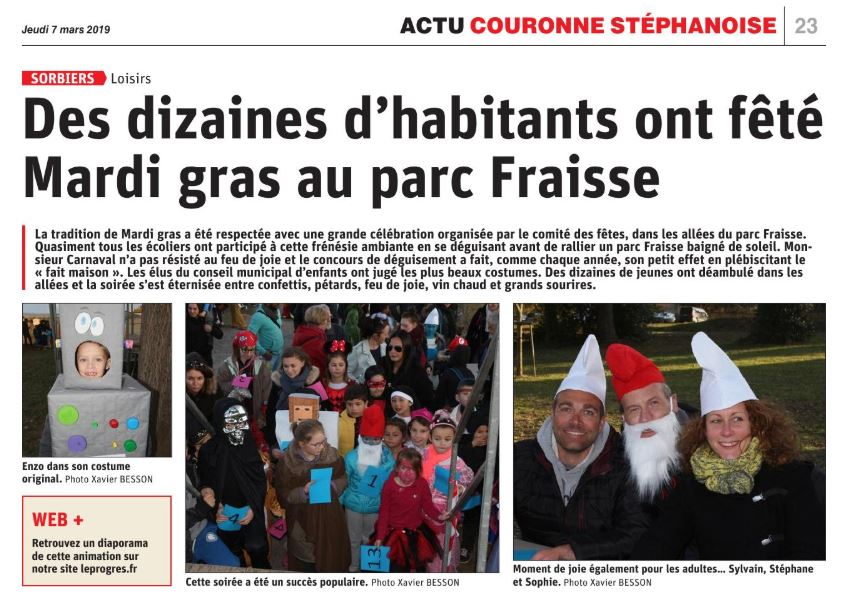 Jeudi 7 mars 2019
ACTU COURONNE STÉPHANOISE 23
SORBIERS Loisirs
Des dizaines d’habitants ont fêté
Mardi gras au parc Fraisse
La tradition de Mardi gras a été respectée avec une grande célébration organisée par le comité des fêtes, dans les allées du parc Fraisse.
Quasiment tous les écoliers ont participé à cette frénésie ambiante en se déguisant avant de rallier un parc Fraisse baigné de soleil. Mon-
sieur Carnaval n’a pas résisté au feu de joie et le concours de déguisement a fait, comme chaque année, son petit effet en plébiscitant le
« fait maison ». Les élus du conseil municipal d’enfants ont jugé les plus beaux costumes. Des dizaines de jeunes ont déambulé dans les
allées et la soirée s’est éternisée entre confettis, pétards, feu de joie, vin chaud et grands sourires.
Enzo dans son costume
original. Photo Xavier BESSON
WEB +
Retrouvez un diaporama
de cette animation sur
notre site leprogres.fr
4
1
13
Cette soirée a été un succès populaire. Photo Xavier BESSON
Moment de joie également pour les adultes... Sylvain, Stéphane
et Sophie. Photo Xavier BESSON